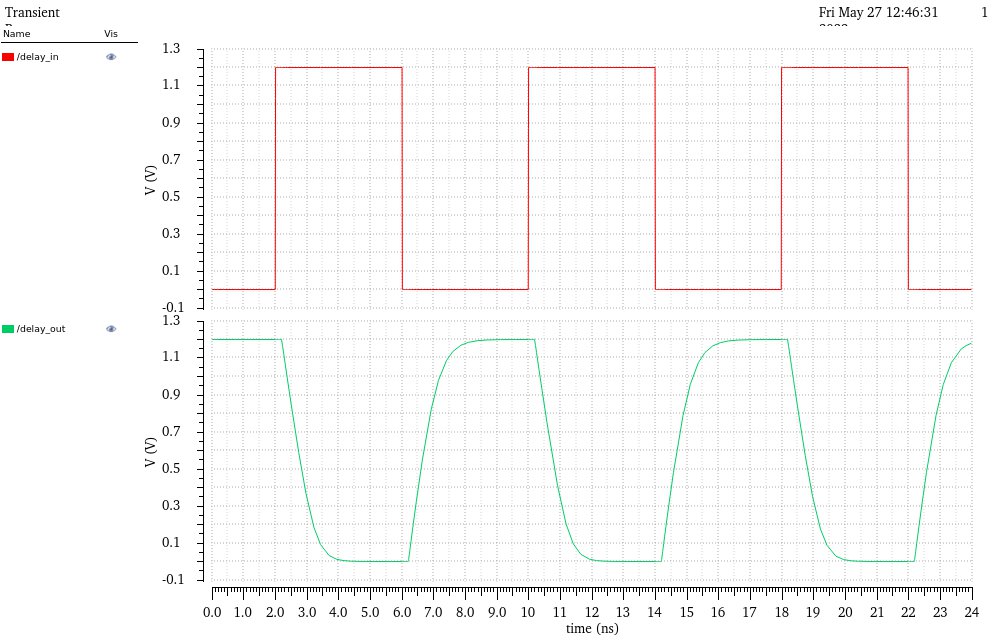 Transient
Fri May 27 12:46:31 1
Name Vis
/delay_in
1.3
1.1
0.9
0.7
0.5
0.3
0.1
-0.1
V (V)
/delay_out
1.3
1.1
0.9
0.7
0.5
0.3
0.1
-0.1
V (V)
0.0 1.0 2.0 3.0 4.0 5.0 6.0 7.0 8.0 9.0 10 11 12 13 14 15 16 17 18 19 20 21 22 23 24
time (ns)